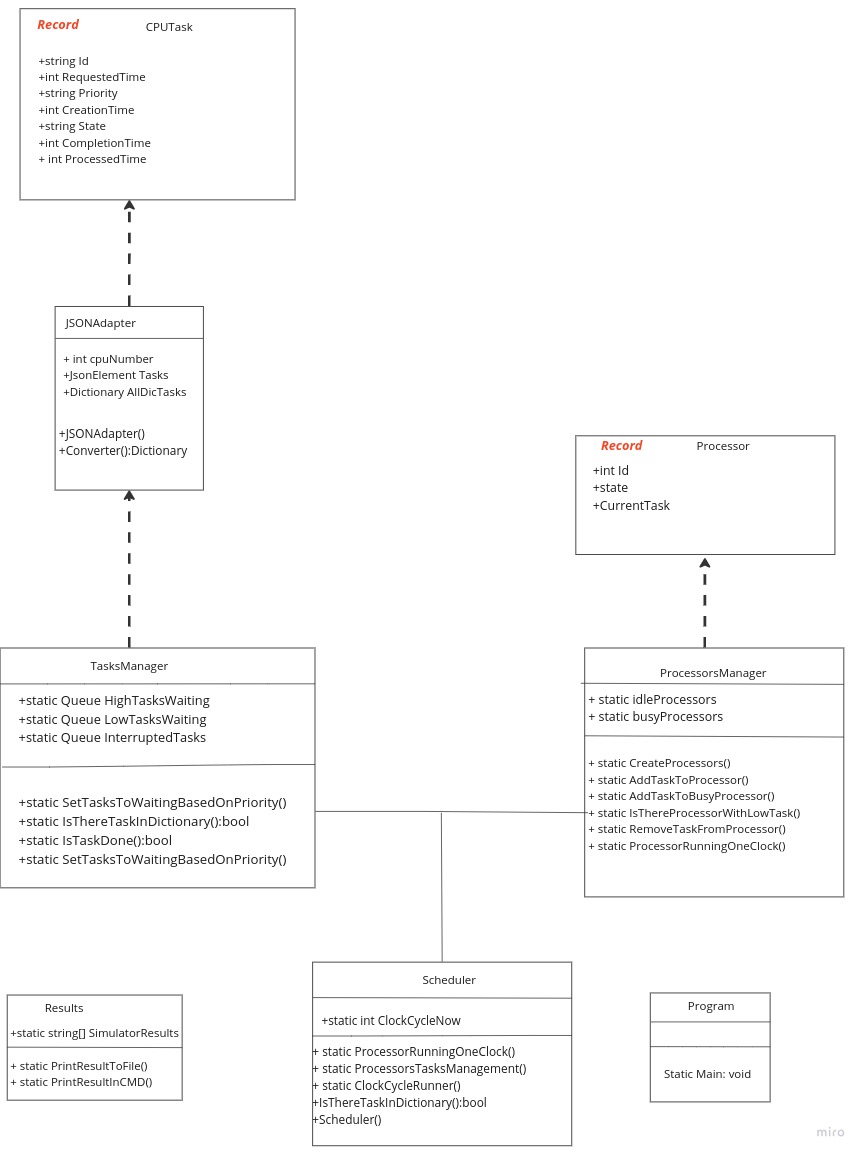 Record CPUTask
+string Id
+int RequestedTime
+string Priority
+int CreationTime
+string State
+int CompletionTime
+ int ProcessedTime
JSONAdapter
+ int cpuNumber
+JsonElement Tasks
+Dictionary AllDicTasks
+JSONAdapter()
+Converter():Dictionary
Record Processor
+int Id
+state
+CurrentTask
TasksManager
+static Queue HighTasksWaiting
+static Queue LowTasksWaiting
+static Queue InterruptedTasks
+static SetTasksToWaitingBasedOnPriority()
+static IsThereTaskInDictionary():bool
+static IsTaskDone():bool
+static SetTasksToWaitingBasedOnPriority()
ProcessorsManager
+ static idleProcessors
+ static busyProcessors
+ static CreateProcessors()
+ static AddTaskToProcessor()
+ static AddTaskToBusyProcessor()
+ static IsThereProcessorWithLowTask()
+ static RemoveTaskFromProcessor()
+ static ProcessorRunningOneClock()
Results
+static string[] SimulatorResults
+ static PrintResultToFile()
+ static PrintResultInCMD()
Scheduler
+static int ClockCycleNow
+ static ProcessorRunningOneClock()
+ static ProcessorsTasksManagement()
+ static ClockCycleRunner()
+IsThereTaskInDictionary():bool
+Scheduler()
Program
Static Main: void
miro